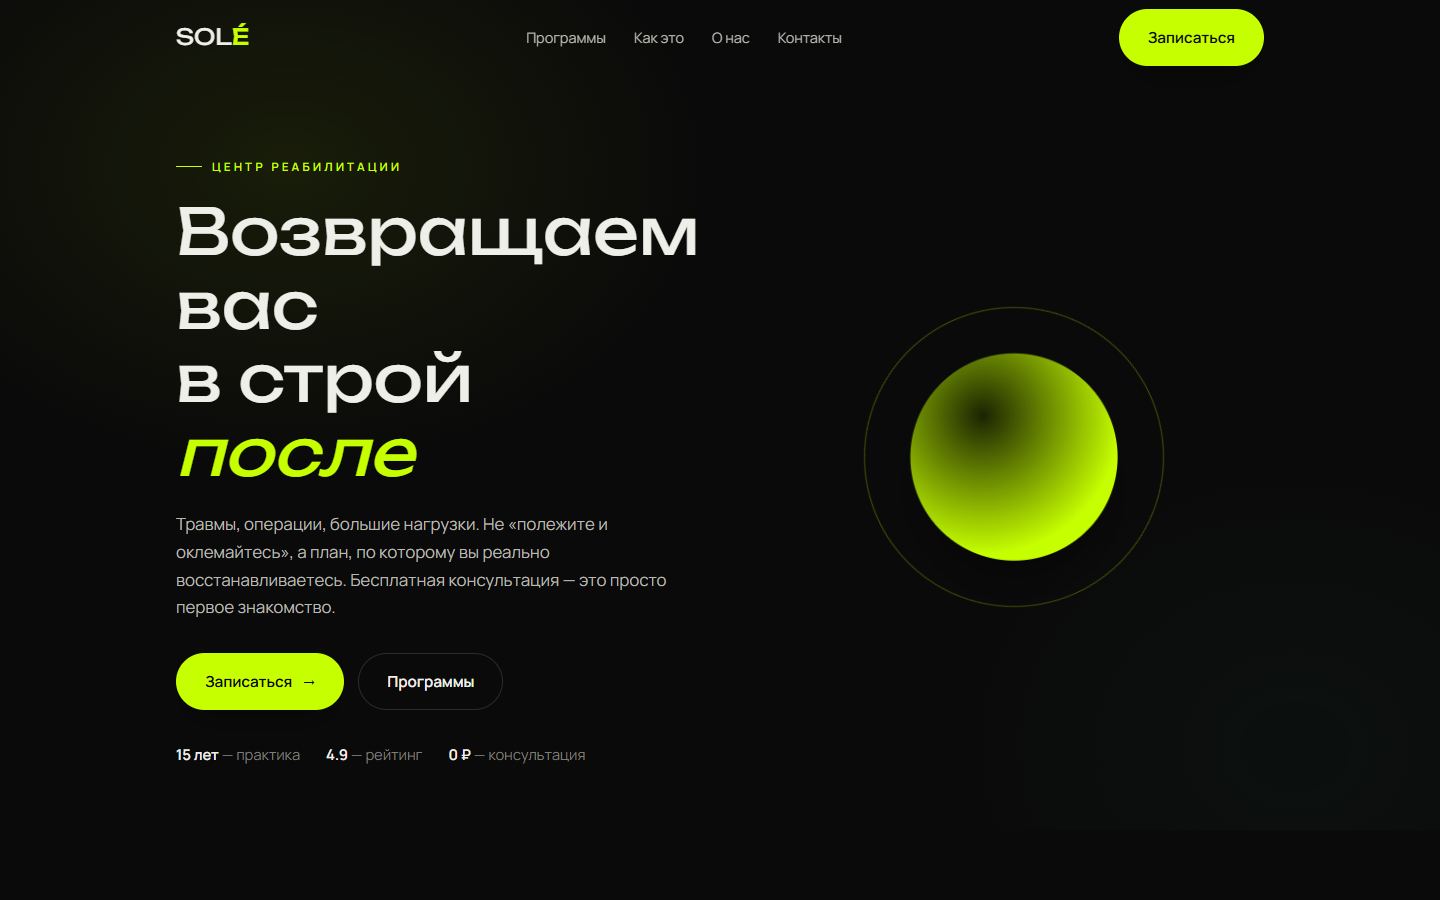 SOLÉ
Программы
Как это
О нас
Контакты
Записаться
ЦЕНТР РЕАБИЛИТАЦИИ
Возвращаем
вас
в строй
после
Травмы, операции, большие нагрузки. Не «полежите и
оклемайтесь», а план, по которому вы реально
восстанавливаетесь. Бесплатная консультация — это просто
первое знакомство.
Записаться →
Программы
15 лет — практика
4.9 — рейтинг
0 ₽ — консультация